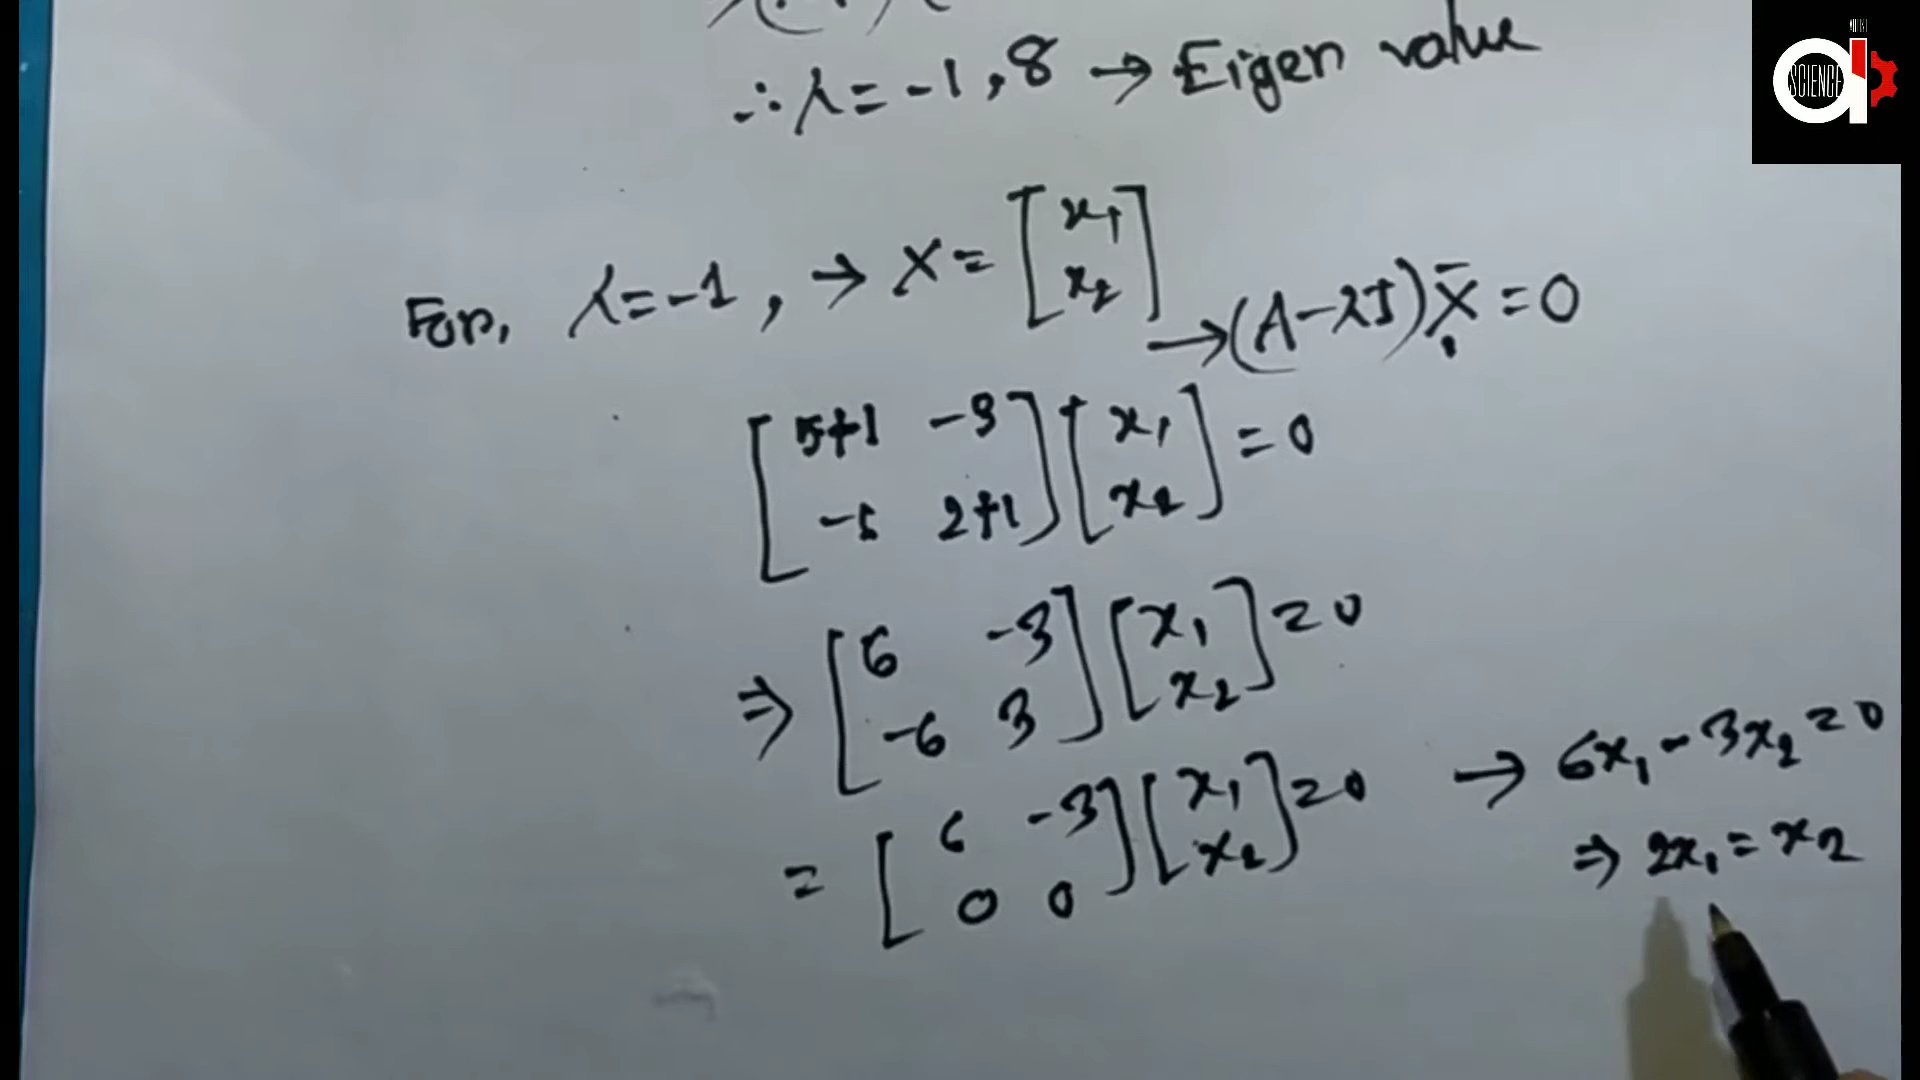 ∴ λ = -1, 8 → Eigen value
For, λ = -1, → X = [x₁ x₂]
→ (A-λI)X̄ = 0
[5+1 -3 -5 2+1] [x₁ x₂] = 0
⇒ [6 -3 -6 3] [x₁ x₂] = 0
= [6 -3 0 0] [x₁ x₂] = 0
→ 6x₁ - 3x₂ = 0
⇒ 2x₁ = x₂
SCIENCE